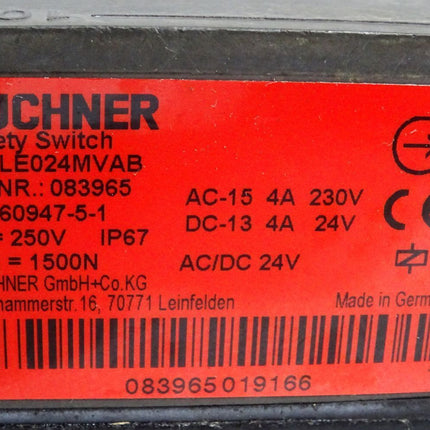 UCHNER
ety Switch
LE024MVAB
NR.: 083965
60947-5-1
= 250V IP67
= 1500N
AC-15 4A 230V
DC-13 4A 24V
AC/DC 24V
CE
HNER GmbH+Co.KG
hammerstr.16, 70771 Leinfelden
Made in Germ
083965019166